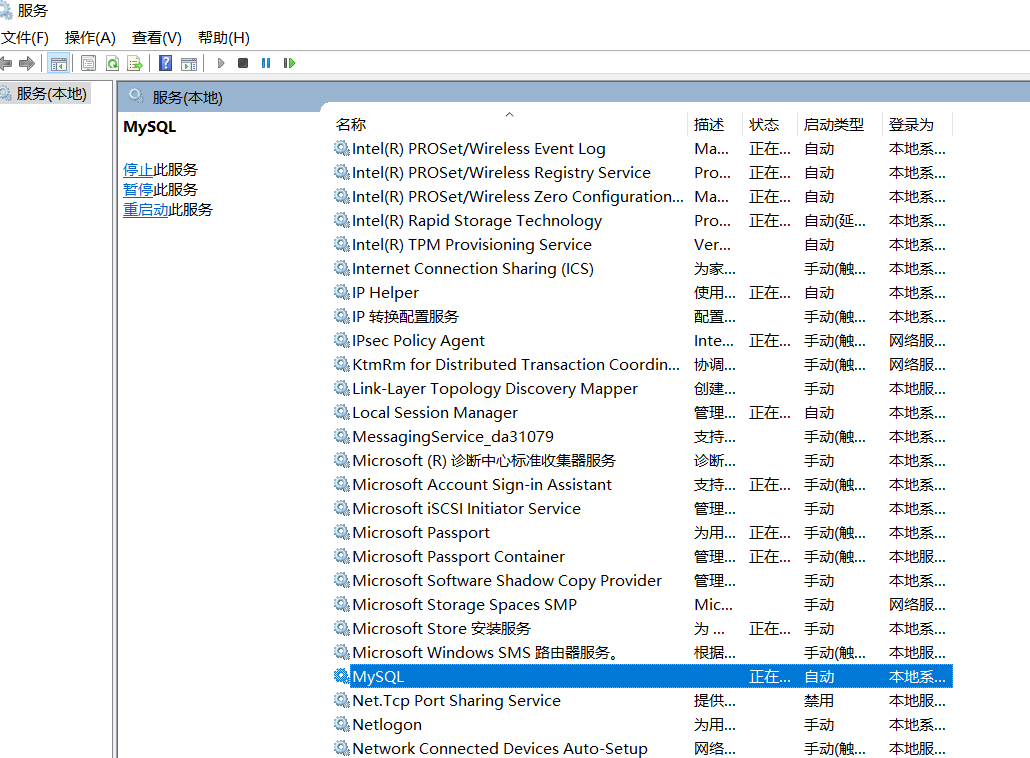 服务
文件(F) 操作(A) 查看(V) 帮助(H)
服务(本地)
服务(本地)
MySQL
停止此服务
暂停此服务
重启动此服务
名称 描述 状态 启动类型 登录为
Intel(R) PROSet/Wireless Event Log Ma... 正在... 自动 本地系...
Intel(R) PROSet/Wireless Registry Service Pro... 正在... 自动 本地系...
Intel(R) PROSet/Wireless Zero Configuration... Ma... 正在... 自动 本地系...
Intel(R) Rapid Storage Technology Pro... 正在... 自动(延... 本地系...
Intel(R) TPM Provisioning Service Ver... 自动 本地系...
Internet Connection Sharing (ICS) 为家... 手动(触... 本地系...
IP Helper 使用... 正在... 自动 本地系...
IP 转换配置服务 配置... 手动(触... 本地系...
IPsec Policy Agent Inte... 正在... 手动(触... 网络服...
KtmRm for Distributed Transaction Coordin... 协调... 手动(触... 网络服...
Link-Layer Topology Discovery Mapper 创建... 手动 本地服...
Local Session Manager 管理... 正在... 自动 本地系...
MessagingService_da31079 支持... 手动(触... 本地系...
Microsoft (R) 诊断中心标准收集器服务 诊断... 手动 本地系...
Microsoft Account Sign-in Assistant 支持... 正在... 手动(触... 本地系...
Microsoft iSCSI Initiator Service 管理... 手动 本地系...
Microsoft Passport 为用... 正在... 手动(触... 本地系...
Microsoft Passport Container 管理... 正在... 手动(触... 本地服...
Microsoft Software Shadow Copy Provider 管理... 手动 本地系...
Microsoft Storage Spaces SMP Mic... 手动 网络服...
Microsoft Store 安装服务 为 ... 正在... 手动 本地系...
Microsoft Windows SMS 路由器服务。 根据... 手动(触... 本地服...
MySQL 正在... 自动 本地系...
Net.Tcp Port Sharing Service 提供... 禁用 本地服...
Netlogon 为用... 手动 本地系...
Network Connected Devices Auto-Setup 网络... 手动(触... 本地服...